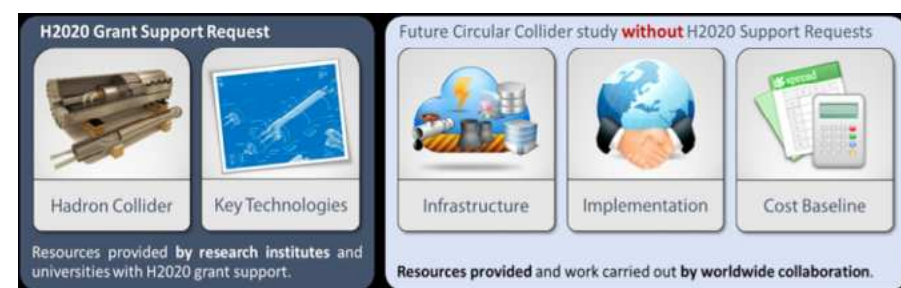 H2020 Grant Support Request
Hadron Collider
Key Technologies
Resources provided by research institutes and
universities with H2020 grant support.
Future Circular Collider study without H2020 Support Requests
spread
Infrastructure
Implementation
Cost Baseline
Resources provided and work carried out by worldwide collaboration.